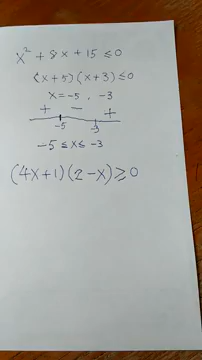 x² + 8x + 15 ≤ 0
(x+5)(x+3) ≤ 0
x = -5 , -3
+ − +
-5 -3
-5 ≤ x ≤ -3
(4x+1)(2-x) ≥ 0